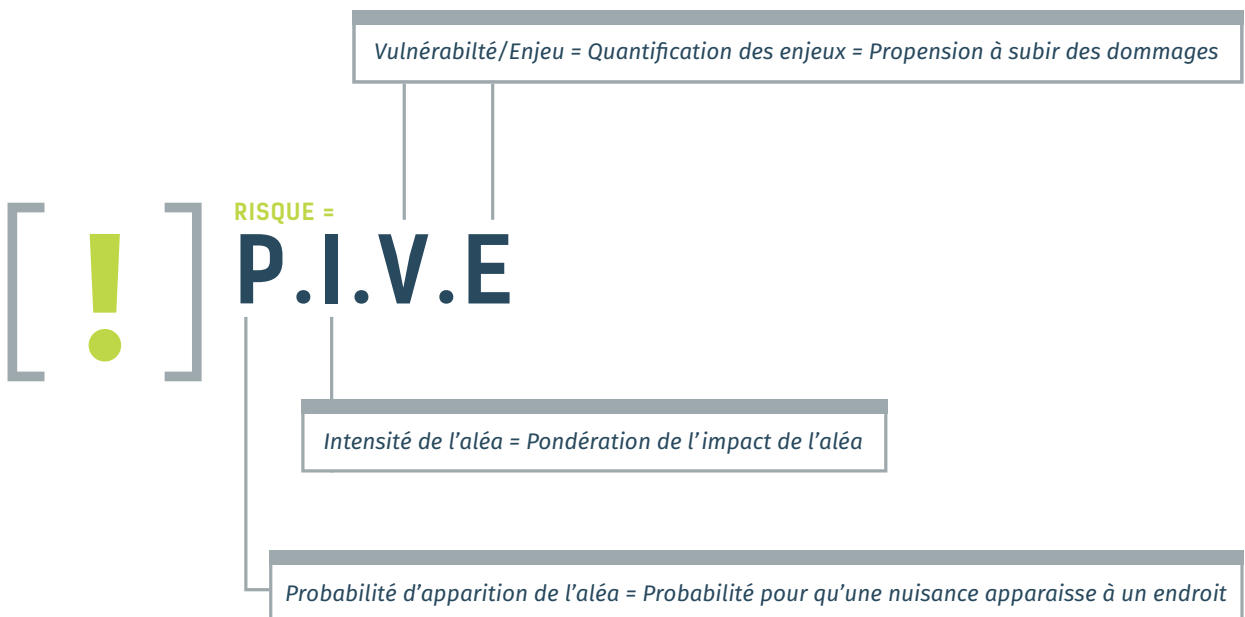 Vulnérabilté/Enjeu = Quantification des enjeux = Propension à subir des dommages
[ ! ]
RISQUE =
P.I.V.E
Intensité de l'aléa = Pondération de l'impact de l'aléa
Probabilité d'apparition de l'aléa = Probabilité pour qu'une nuisance apparaisse à un endroit